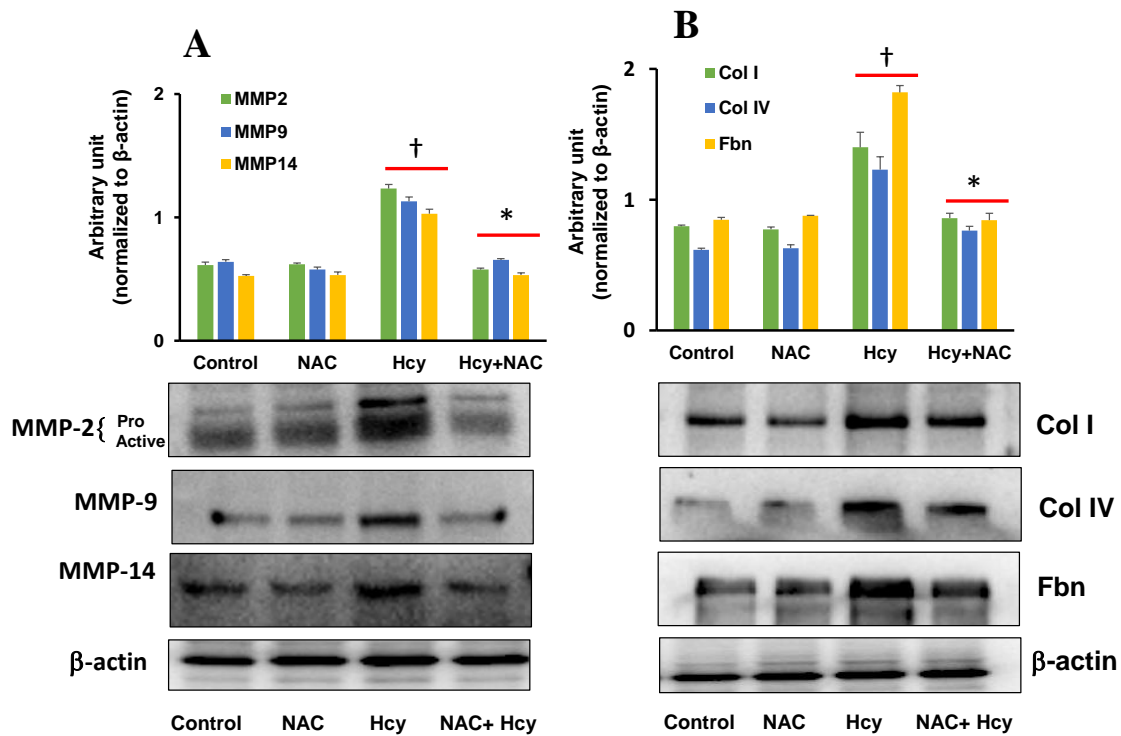 A
MMP2
MMP9
MMP14
Arbitrary unit
(normalized to β-actin)
2
1
0
†
*
Control NAC Hcy Hcy+NAC
MMP-2{ Pro
Active
MMP-9
MMP-14
β-actin
Control NAC Hcy NAC+ Hcy
B
Col I
Col IV
Fbn
Arbitrary unit
(normalized to β-actin)
2
1
0
†
*
Control NAC Hcy Hcy+NAC
Col I
Col IV
Fbn
β-actin
Control NAC Hcy NAC+ Hcy